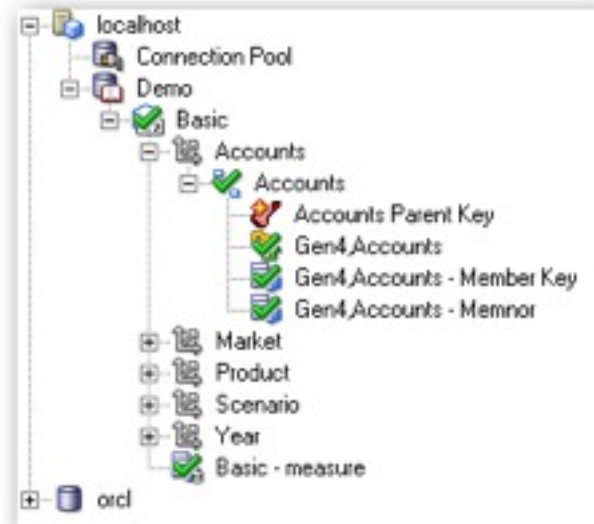 localhost
Connection Pool
Demo
Basic
Accounts
Accounts
Accounts Parent Key
Gen4,Accounts
Gen4,Accounts - Member Key
Gen4,Accounts - Memnor
Market
Product
Scenario
Year
Basic - measure
orcl